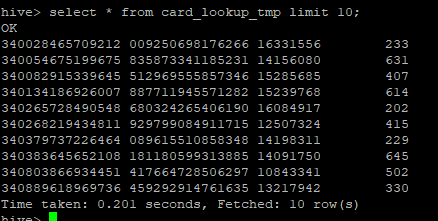 hive> select * from card_lookup_tmp limit 10;
OK
340028465709212 009250698176266 16331556 233
340054675199675 835873341185231 14156080 631
340082915339645 512969555857346 15285685 407
340134186926007 887711945571282 15239768 614
340265728490548 680324265406190 16084917 202
340268219434811 929799084911715 12507324 415
340379737226464 089615510858348 14198311 229
340383645652108 181180599313885 14091750 645
340803866934451 417664728506297 10843341 502
340889618969736 459292914761635 13217942 330
Time taken: 0.201 seconds, Fetched: 10 row(s)
hive>